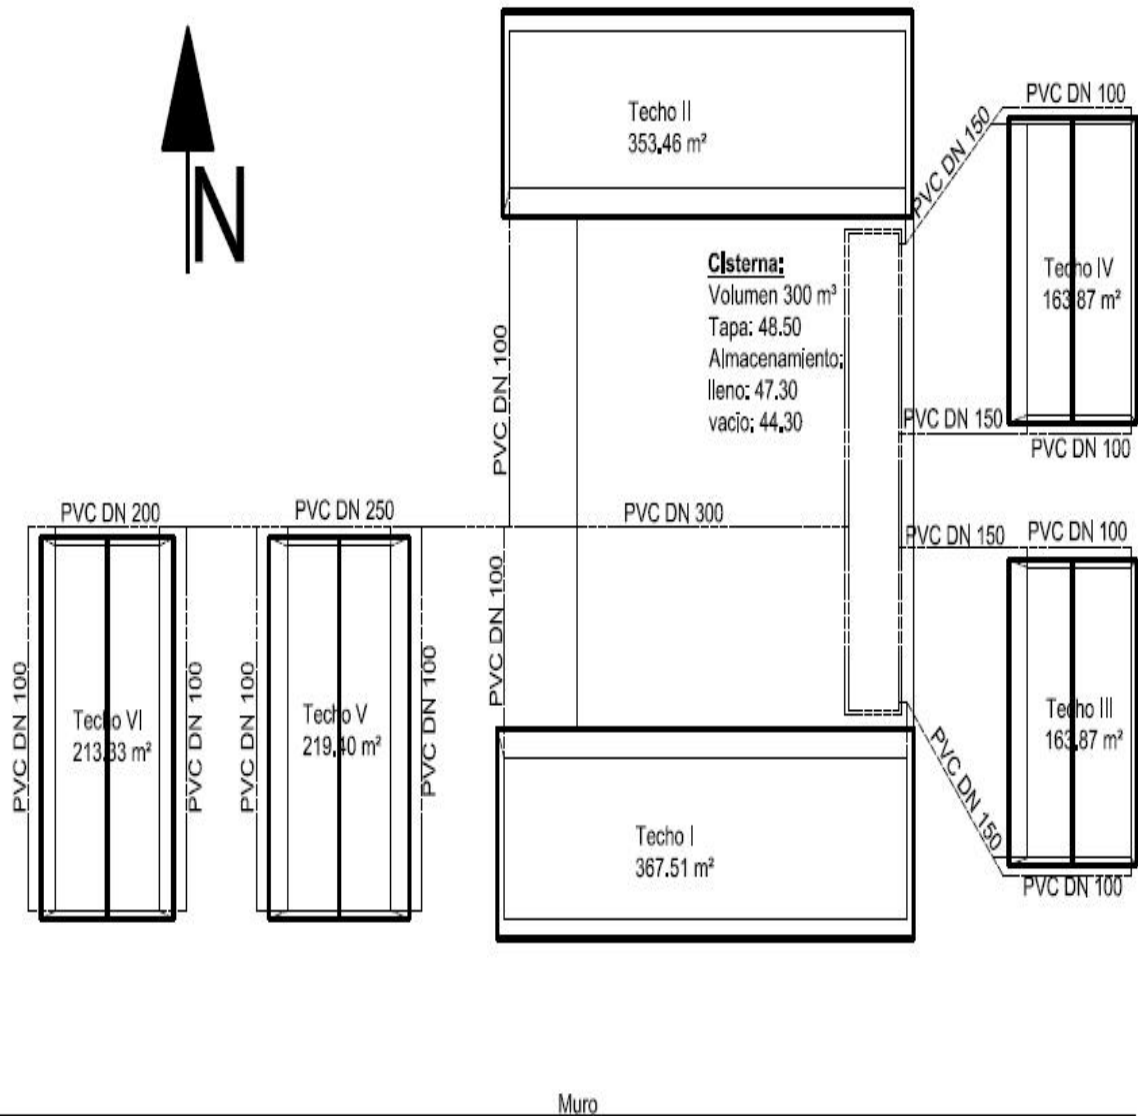 N
Techo II
353.46 m²
PVC DN 100
PVC DN 150
Techo IV
163.87 m²
Cisterna:
Volumen 300 m³
Tapa: 48.50
Almacenamiento:
lleno: 47.30
vacio: 44.30
PVC DN 100
PVC DN 150
PVC DN 100
PVC DN 200
PVC DN 250
PVC DN 300
PVC DN 150
PVC DN 100
PVC DN 100
PVC DN 100
PVC DN 100
PVC DN 100
PVC DN 100
Techo VI
213.33 m²
Techo V
219.40 m²
Techo III
163.87 m²
PVC DN 150
PVC DN 100
Techo I
367.51 m²
Muro